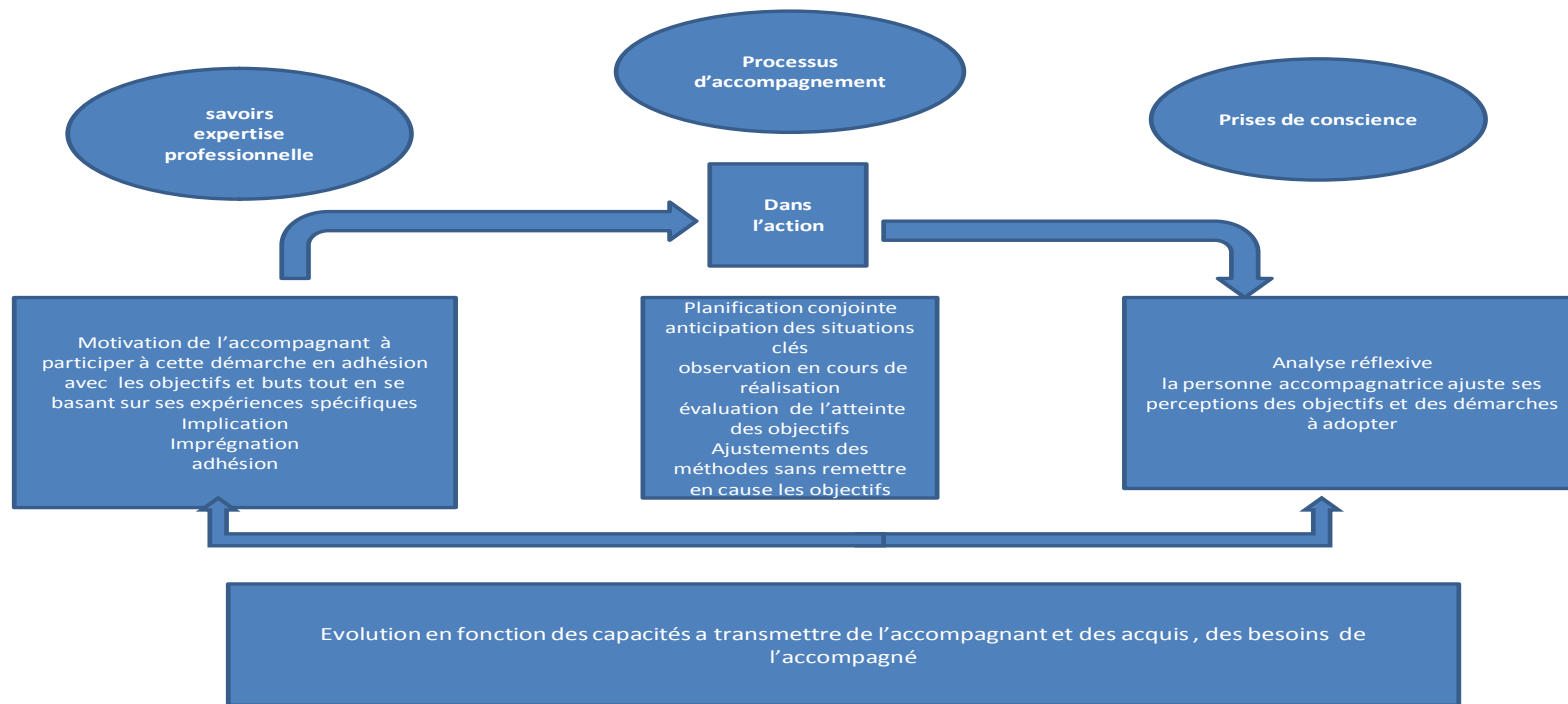 Processus
d’accompagnement
savoirs
expertise
professionnelle
Prises de conscience
Dans
l’action
Motivation de l’accompagnant à
participer à cette démarche en adhésion
avec les objectifs et buts tout en se
basant sur ses expériences spécifiques
Implication
Imprégnation
adhésion
Planification conjointe
anticipation des situations
clés
observation en cours de
réalisation
évaluation de l’atteinte
des objectifs
Ajustements des
méthodes sans remettre
en cause les objectifs
Analyse réflexive
la personne accompagnatrice ajuste ses
perceptions des objectifs et des démarches
à adopter
Evolution en fonction des capacités a transmettre de l’accompagnant et des acquis , des besoins de
l’accompagné